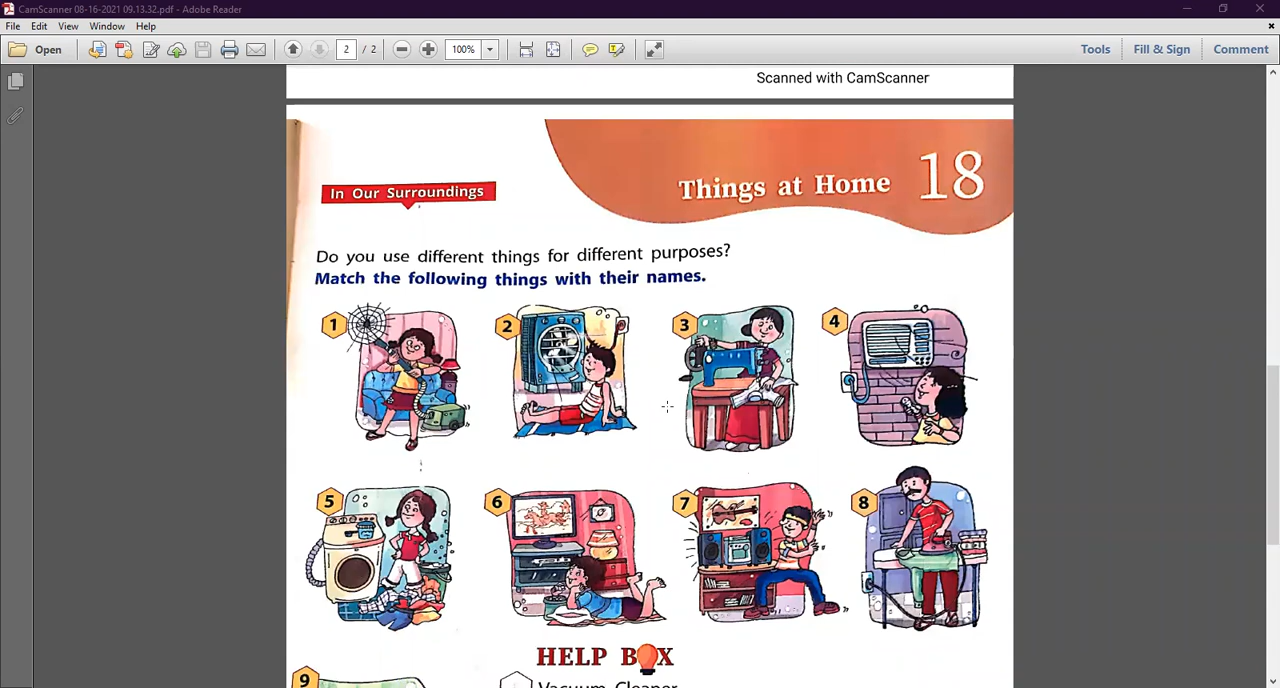 CamScanner 08-16-2021 09.13.32.pdf - Adobe Reader
File Edit View Window Help
Open 2 / 2 100% Tools Fill & Sign Comment
Scanned with CamScanner
In Our Surroundings
Things at Home 18
Do you use different things for different purposes?
Match the following things with their names.
1 2 3 4
5 6 7 8
HELP BOX
9 Vacuum Cleaner